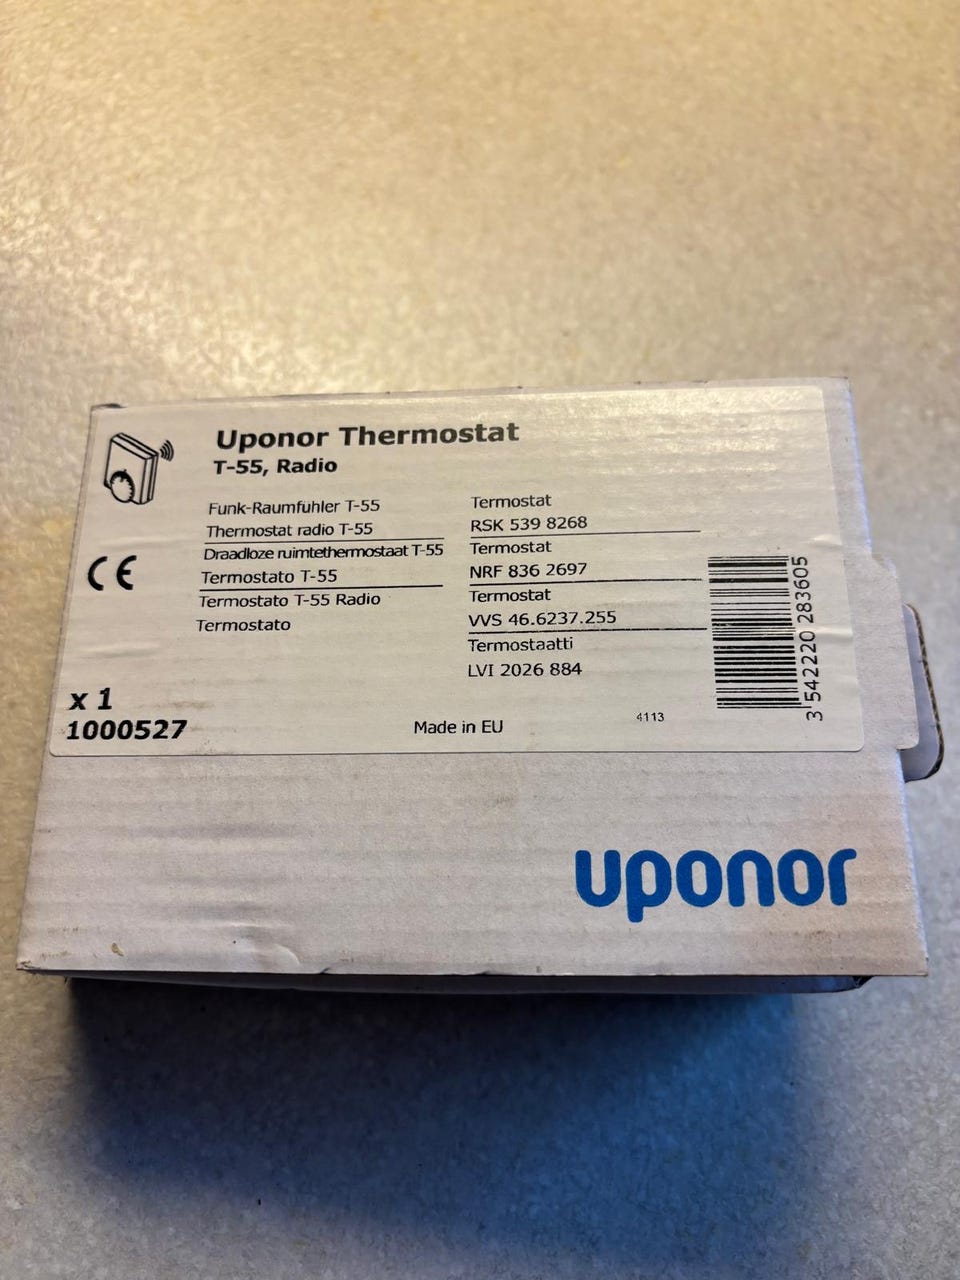 Uponor Thermostat
T-55, Radio
Funk-Raumfühler T-55
Thermostat radio T-55
Draadloze ruimtethermostaat T-55
Termostato T-55
Termostato T-55 Radio
Termostato
Termostat
RSK 539 8268
Termostat
NRF 836 2697
Termostat
VVS 46.6237.255
Termostaatti
LVI 2026 884
CE
x 1
1000527
Made in EU
4113
3 542220 283605
uponor